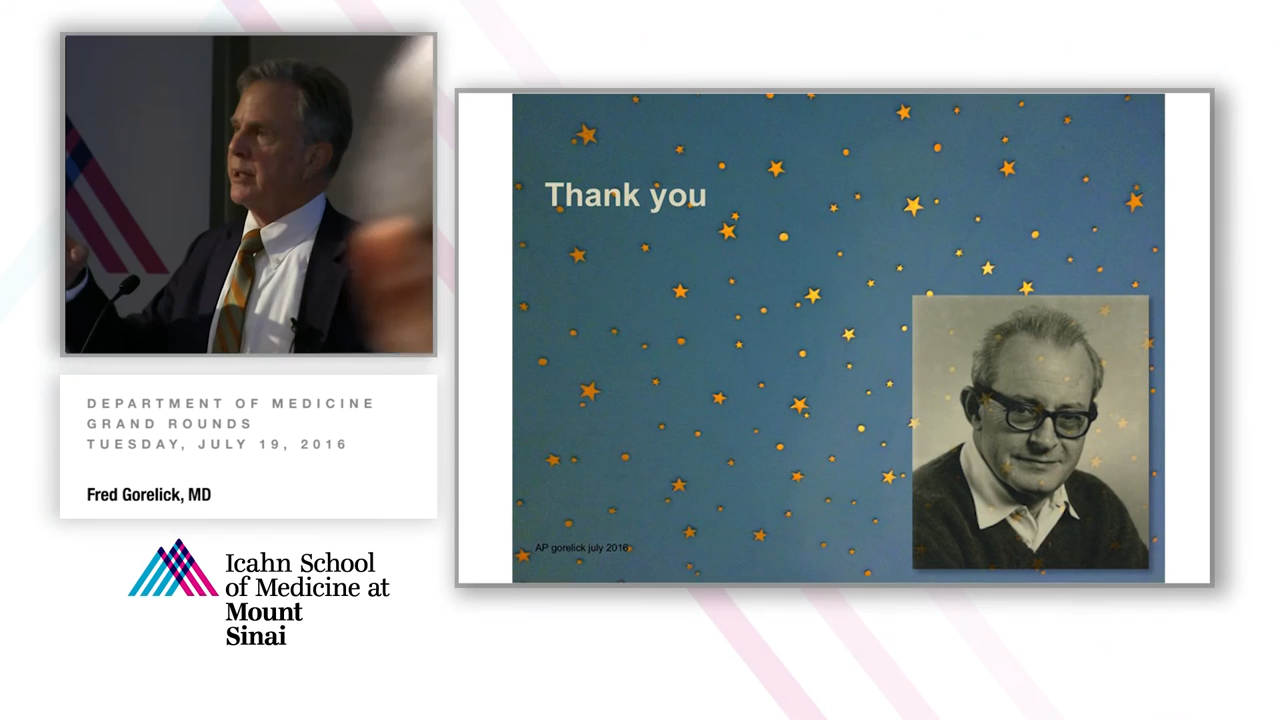 DEPARTMENT OF MEDICINE
GRAND ROUNDS
TUESDAY, JULY 19, 2016
Fred Gorelick, MD
Icahn School
of Medicine at
Mount
Sinai
Thank you
AP gorelick july 2016